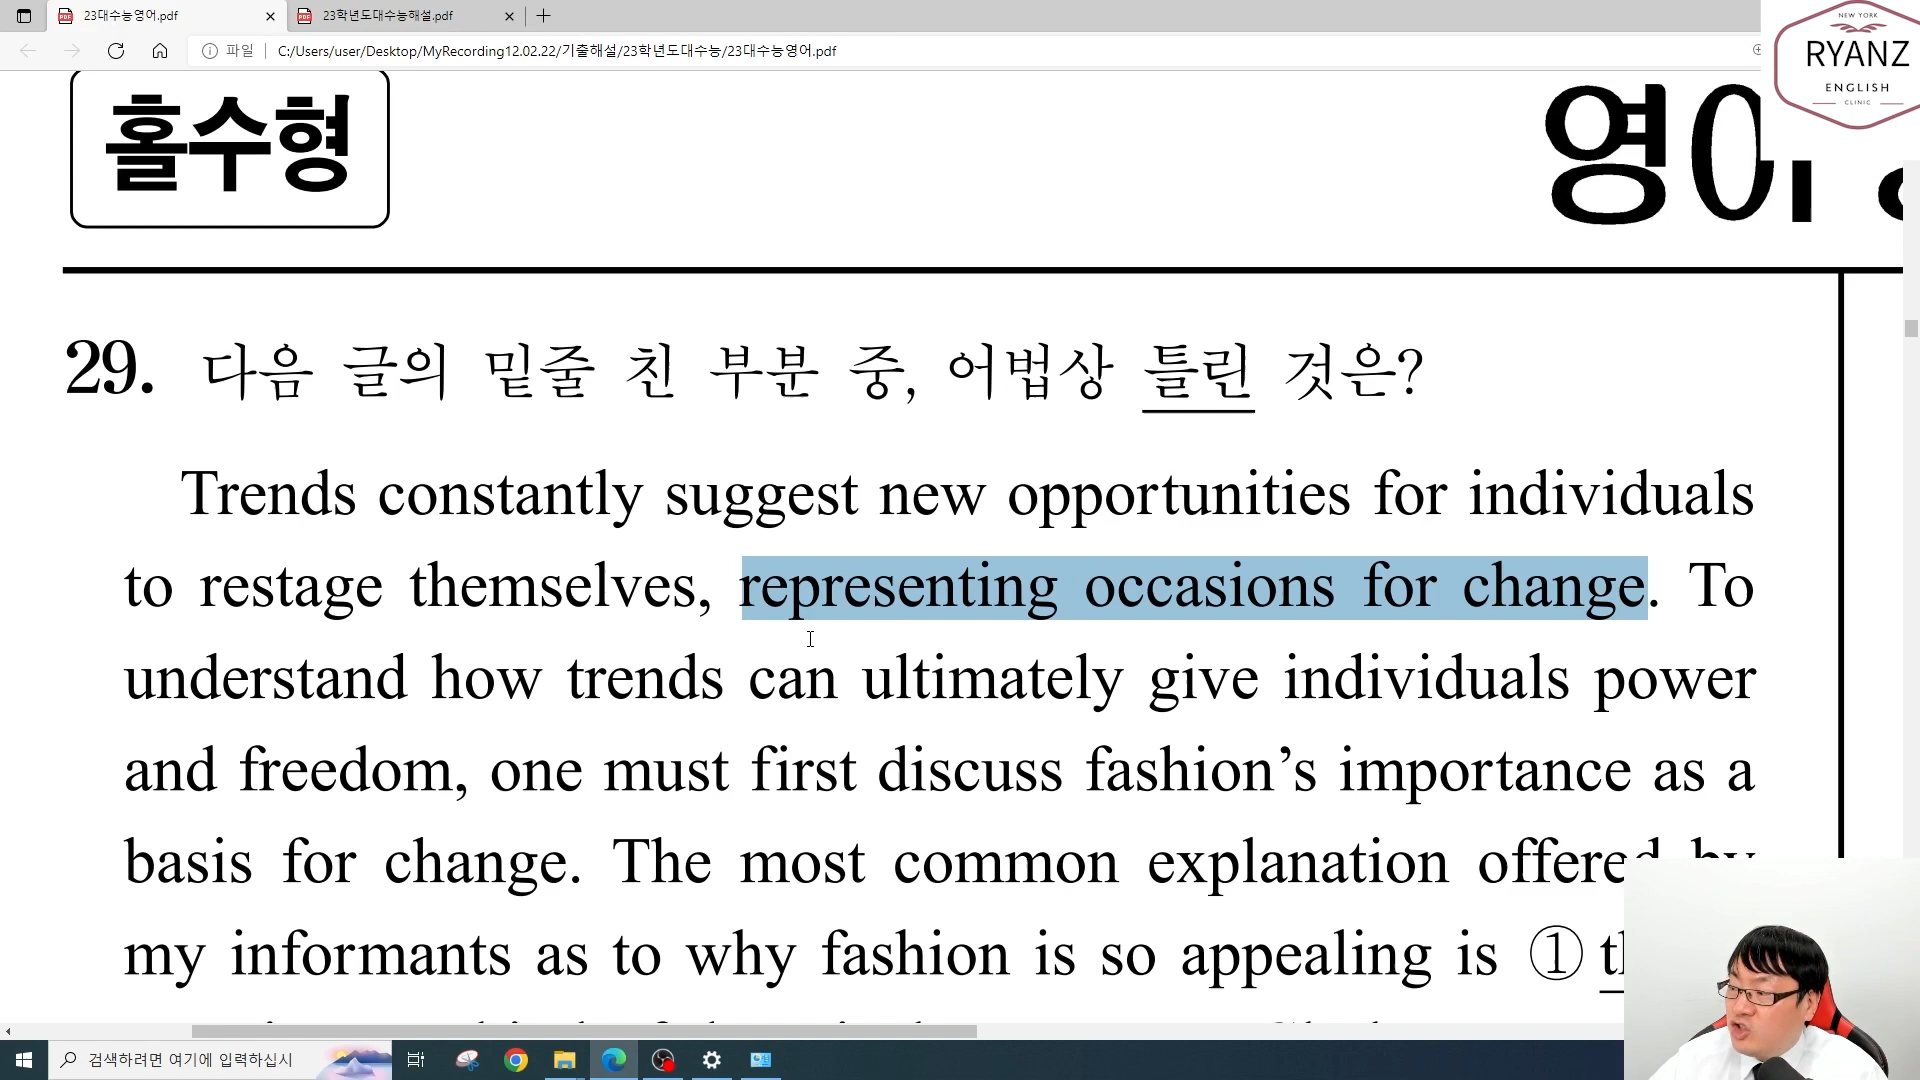 23대수능영어.pdf
23학년도대수능해설.pdf
파일
C:/Users/user/Desktop/MyRecording12.02.22/기출해설/23학년도대수능/23대수능영어.pdf
NEW YORK
RYANZ
ENGLISH
CLINIC
홀수형
영어
29. 다음 글의 밑줄 친 부분 중, 어법상 틀린 것은?
Trends constantly suggest new opportunities for individuals
to restage themselves, representing occasions for change. To
understand how trends can ultimately give individuals power
and freedom, one must first discuss fashion’s importance as a
basis for change. The most common explanation offered by
my informants as to why fashion is so appealing is ①
검색하려면 여기에 입력하십시